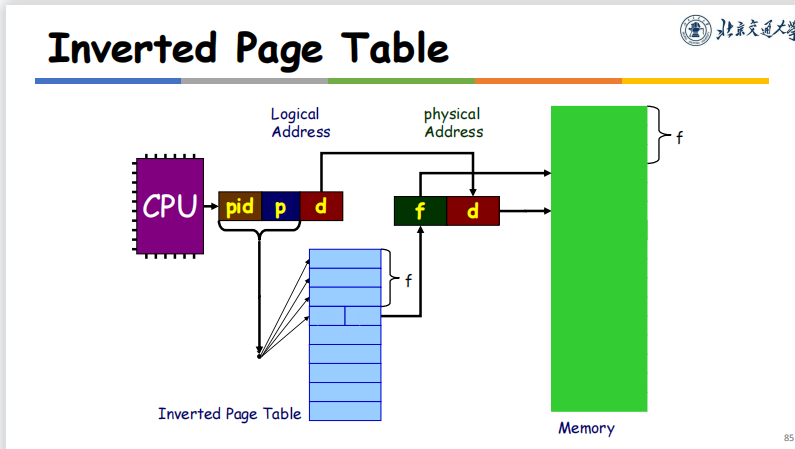 Inverted Page Table
北京交通大学
Logical
Address
physical
Address
f
CPU
pid p d
f d
f
Inverted Page Table
Memory
85